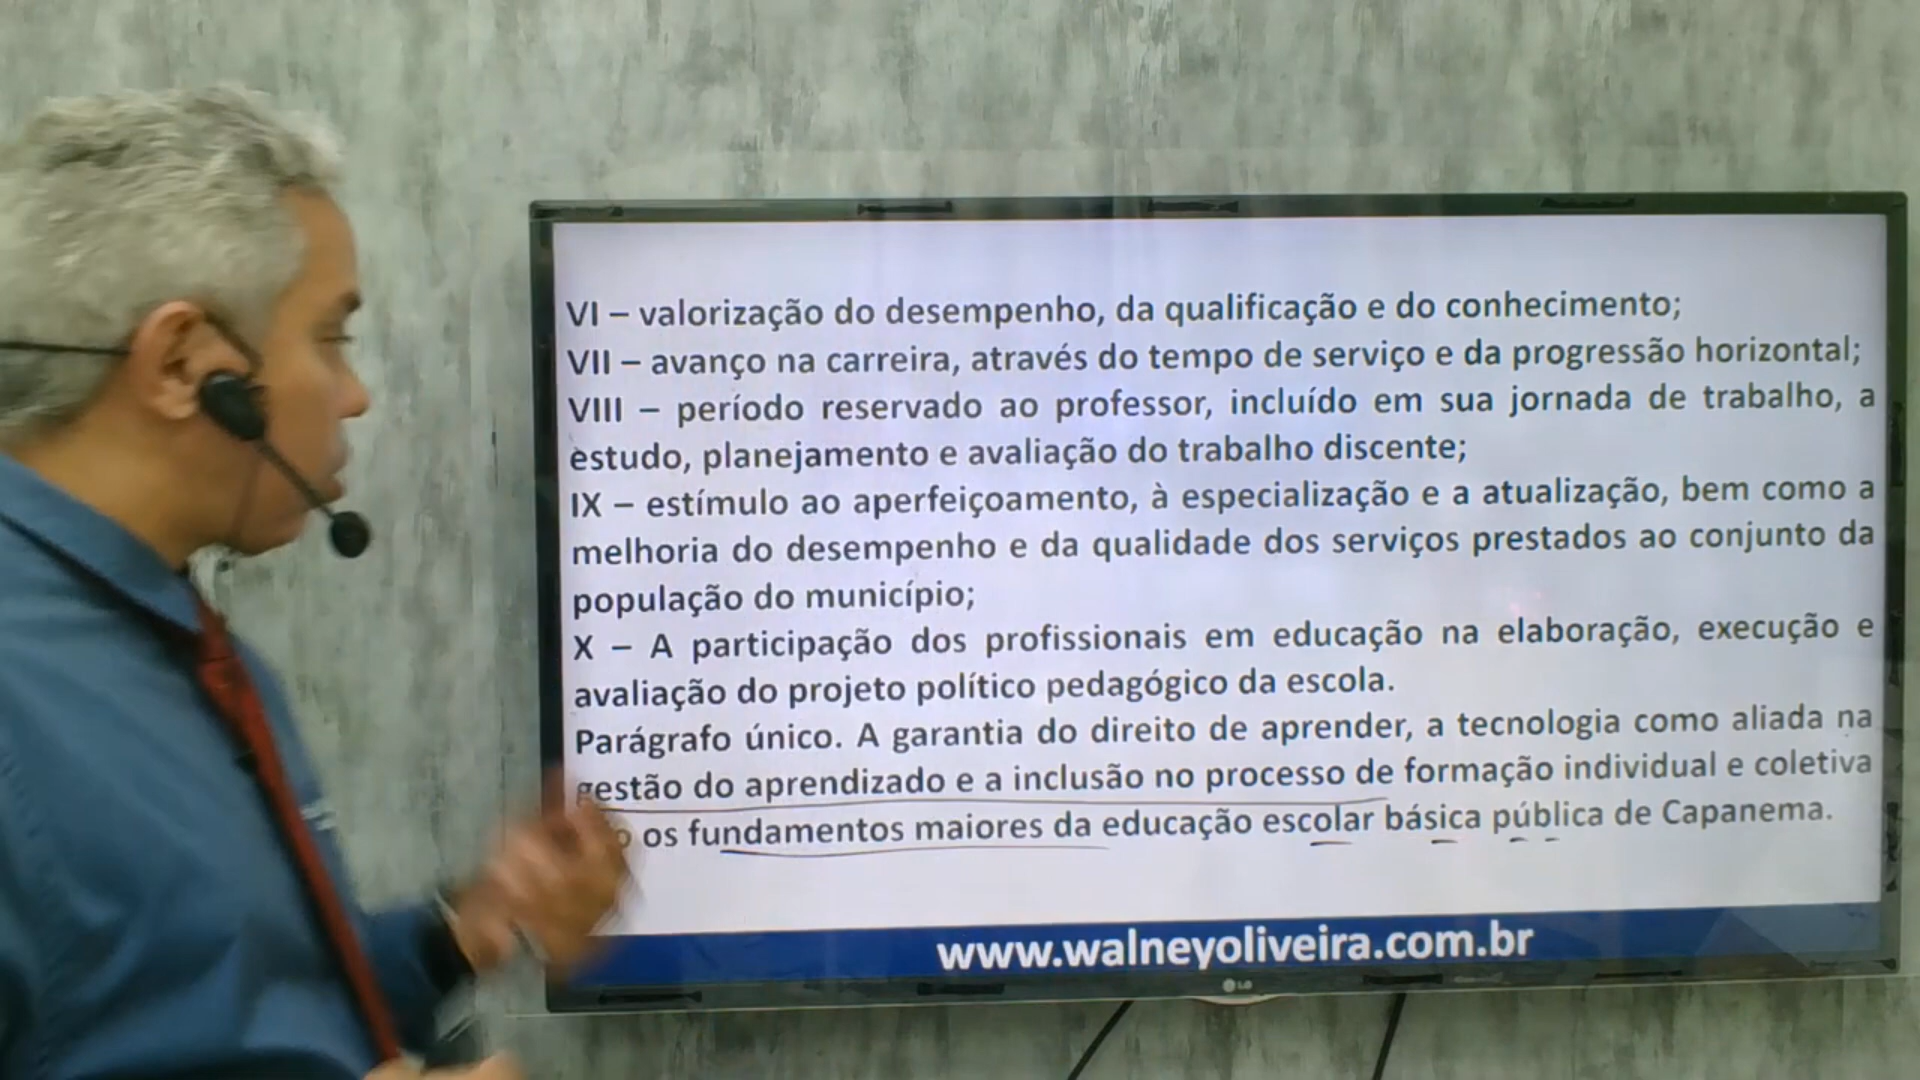 VI – valorização do desempenho, da qualificação e do conhecimento;
VII – avanço na carreira, através do tempo de serviço e da progressão horizontal;
VIII – período reservado ao professor, incluído em sua jornada de trabalho, a
estudo, planejamento e avaliação do trabalho discente;
IX – estímulo ao aperfeiçoamento, à especialização e a atualização, bem como a
melhoria do desempenho e da qualidade dos serviços prestados ao conjunto da
população do município;
X – A participação dos profissionais em educação na elaboração, execução e
avaliação do projeto político pedagógico da escola.
Parágrafo único. A garantia do direito de aprender, a tecnologia como aliada na
gestão do aprendizado e a inclusão no processo de formação individual e coletiva
os fundamentos maiores da educação escolar básica pública de Capanema.
www.walneyoliveira.com.br
LG